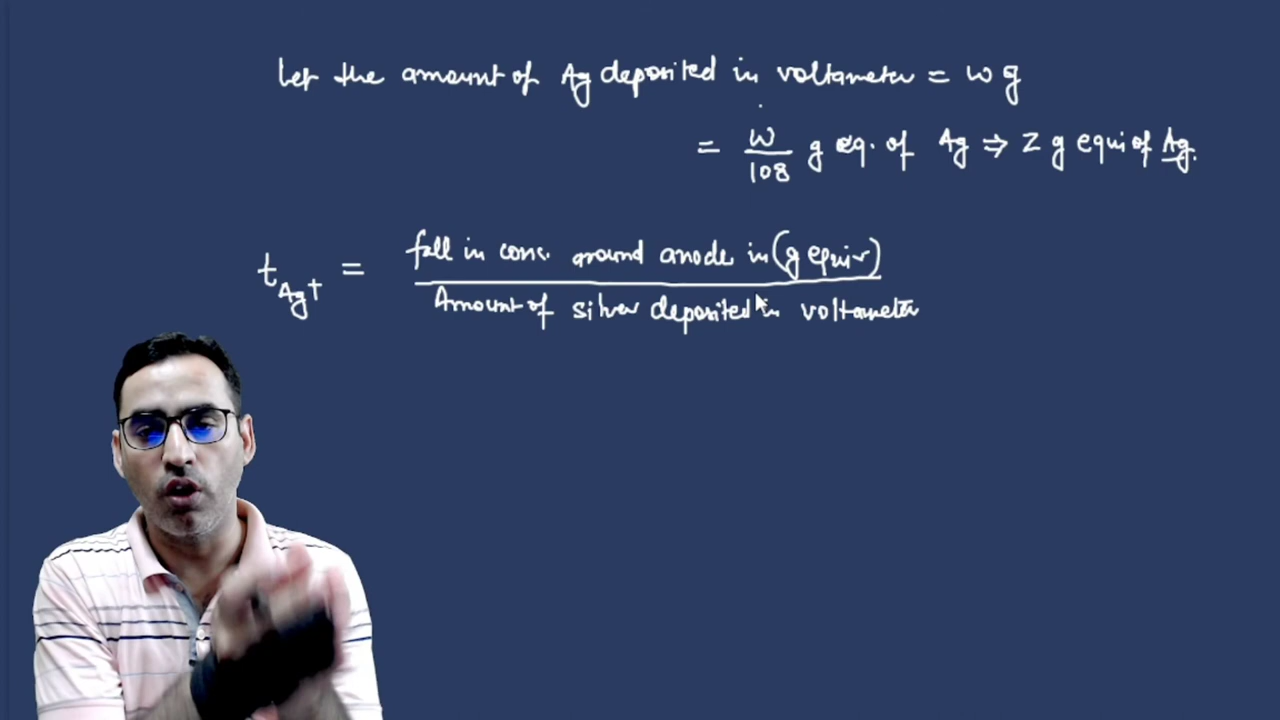 Let the amount of Ag deposited in voltameter = w g
= w/108 g eq. of Ag ⇒ Z g equi of Ag.
t_Ag+ = fall in conc. around anode in (g equiv) / Amount of silver deposited in voltameter